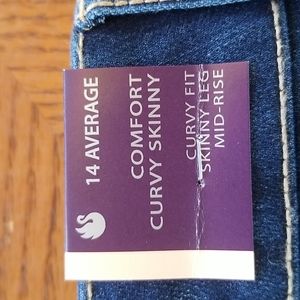 14 AVERAGE
COMFORT
CURVY SKINNY
CURVY FIT
SKINNY LEG
MID-RISE